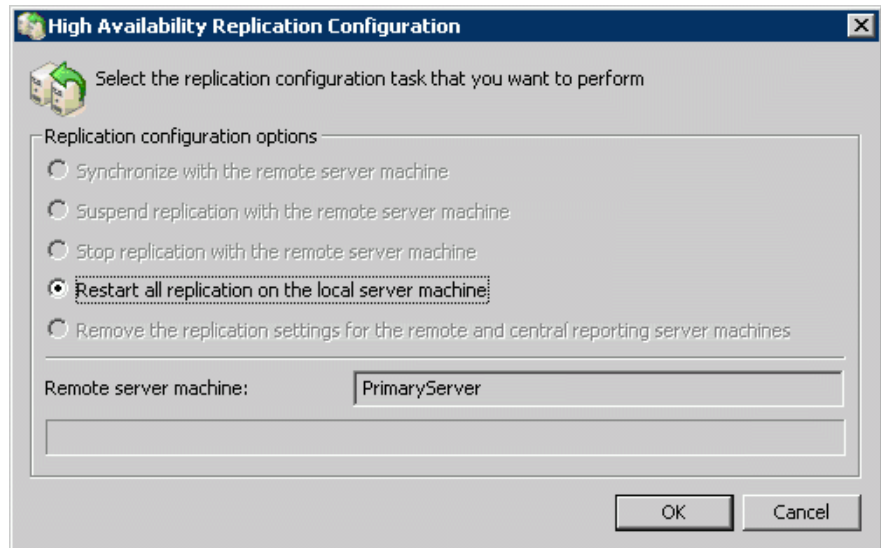 High Availability Replication Configuration
Select the replication configuration task that you want to perform
Replication configuration options
Synchronize with the remote server machine
Suspend replication with the remote server machine
Stop replication with the remote server machine
Restart all replication on the local server machine
Remove the replication settings for the remote and central reporting server machines
Remote server machine: PrimaryServer
OK Cancel